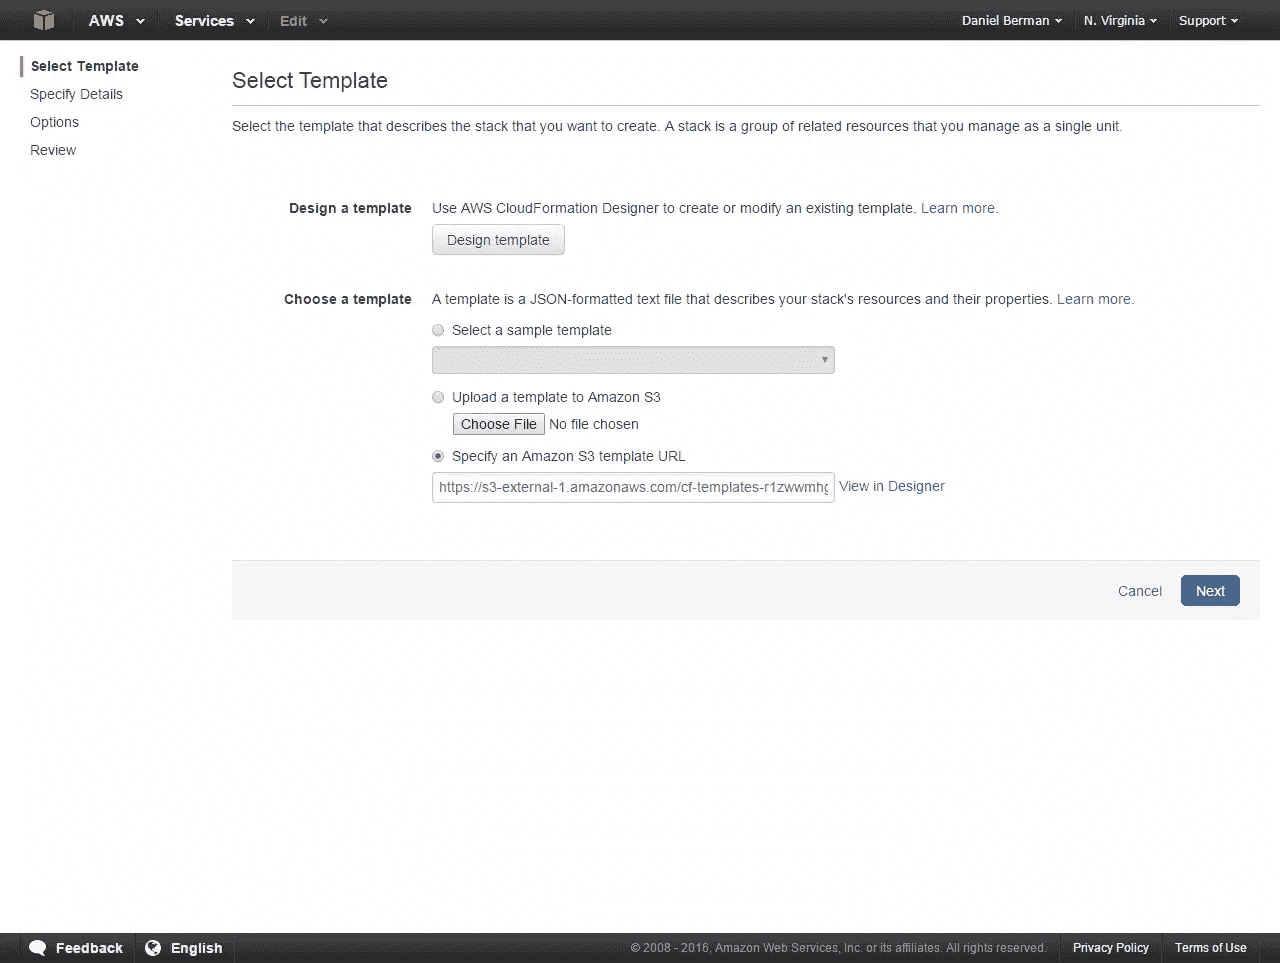 AWS Services Edit Daniel Berman N. Virginia Support
Select Template
Specify Details
Options
Review
Select Template
Select the template that describes the stack that you want to create. A stack is a group of related resources that you manage as a single unit.
Design a template Use AWS CloudFormation Designer to create or modify an existing template. Learn more.
Design template
Choose a template A template is a JSON-formatted text file that describes your stack's resources and their properties. Learn more.
Select a sample template
Upload a template to Amazon S3
Choose File No file chosen
Specify an Amazon S3 template URL
https://s3-external-1.amazonaws.com/cf-templates-r1zwwmhg View in Designer
Cancel Next
Feedback English © 2008 - 2016, Amazon Web Services, Inc. or its affiliates. All rights reserved. Privacy Policy Terms of Use